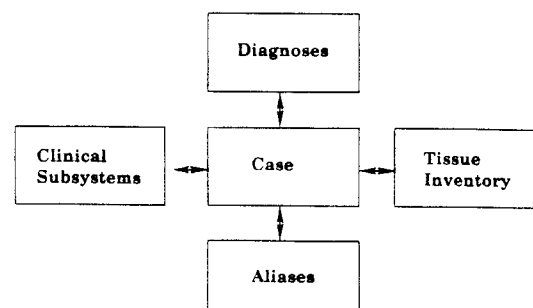 Diagnoses
Clinical
Subsystems
Case
Tissue
Inventory
Aliases